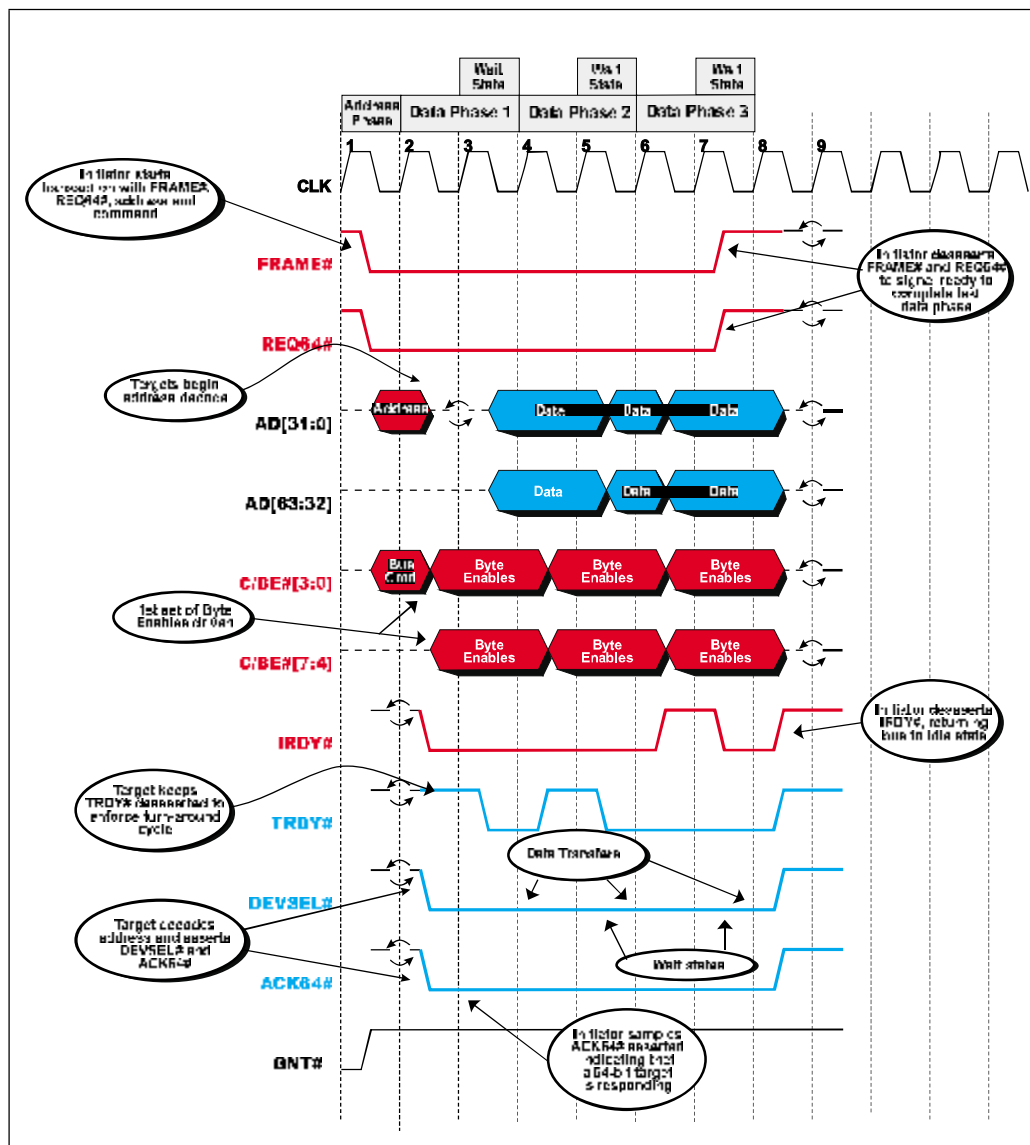 Wait
State
Wait
State
Wait
State
Address
Phase
Data Phase 1
Data Phase 2
Data Phase 3
1
2
3
4
5
6
7
8
9
CLK
Initiator starts
transaction with FRAME#,
REQ64#, address and
command
FRAME#
Initiator deasserts
FRAME# and REQ64#
to signal ready to
complete last
data phase
REQ64#
Targets begin
address decode
AD[31:0]
Address
Data
Data
Data
AD[63:32]
Data
Data
Data
C/BE#[3:0]
Bus
Cmd
Byte
Enables
Byte
Enables
Byte
Enables
1st set of Byte
Enables driven
C/BE#[7:4]
Byte
Enables
Byte
Enables
Byte
Enables
IRDY#
Initiator deasserts
IRDY#, returning
bus to idle state
Target keeps
TRDY# deasserted to
enforce turn-around
cycle
TRDY#
Data Transfers
DEVSEL#
Target decodes
address and asserts
DEVSEL# and
ACK64#
Wait states
ACK64#
Initiator samples
ACK64# asserted
indicating that
a 64-bit target
is responding
GNT#